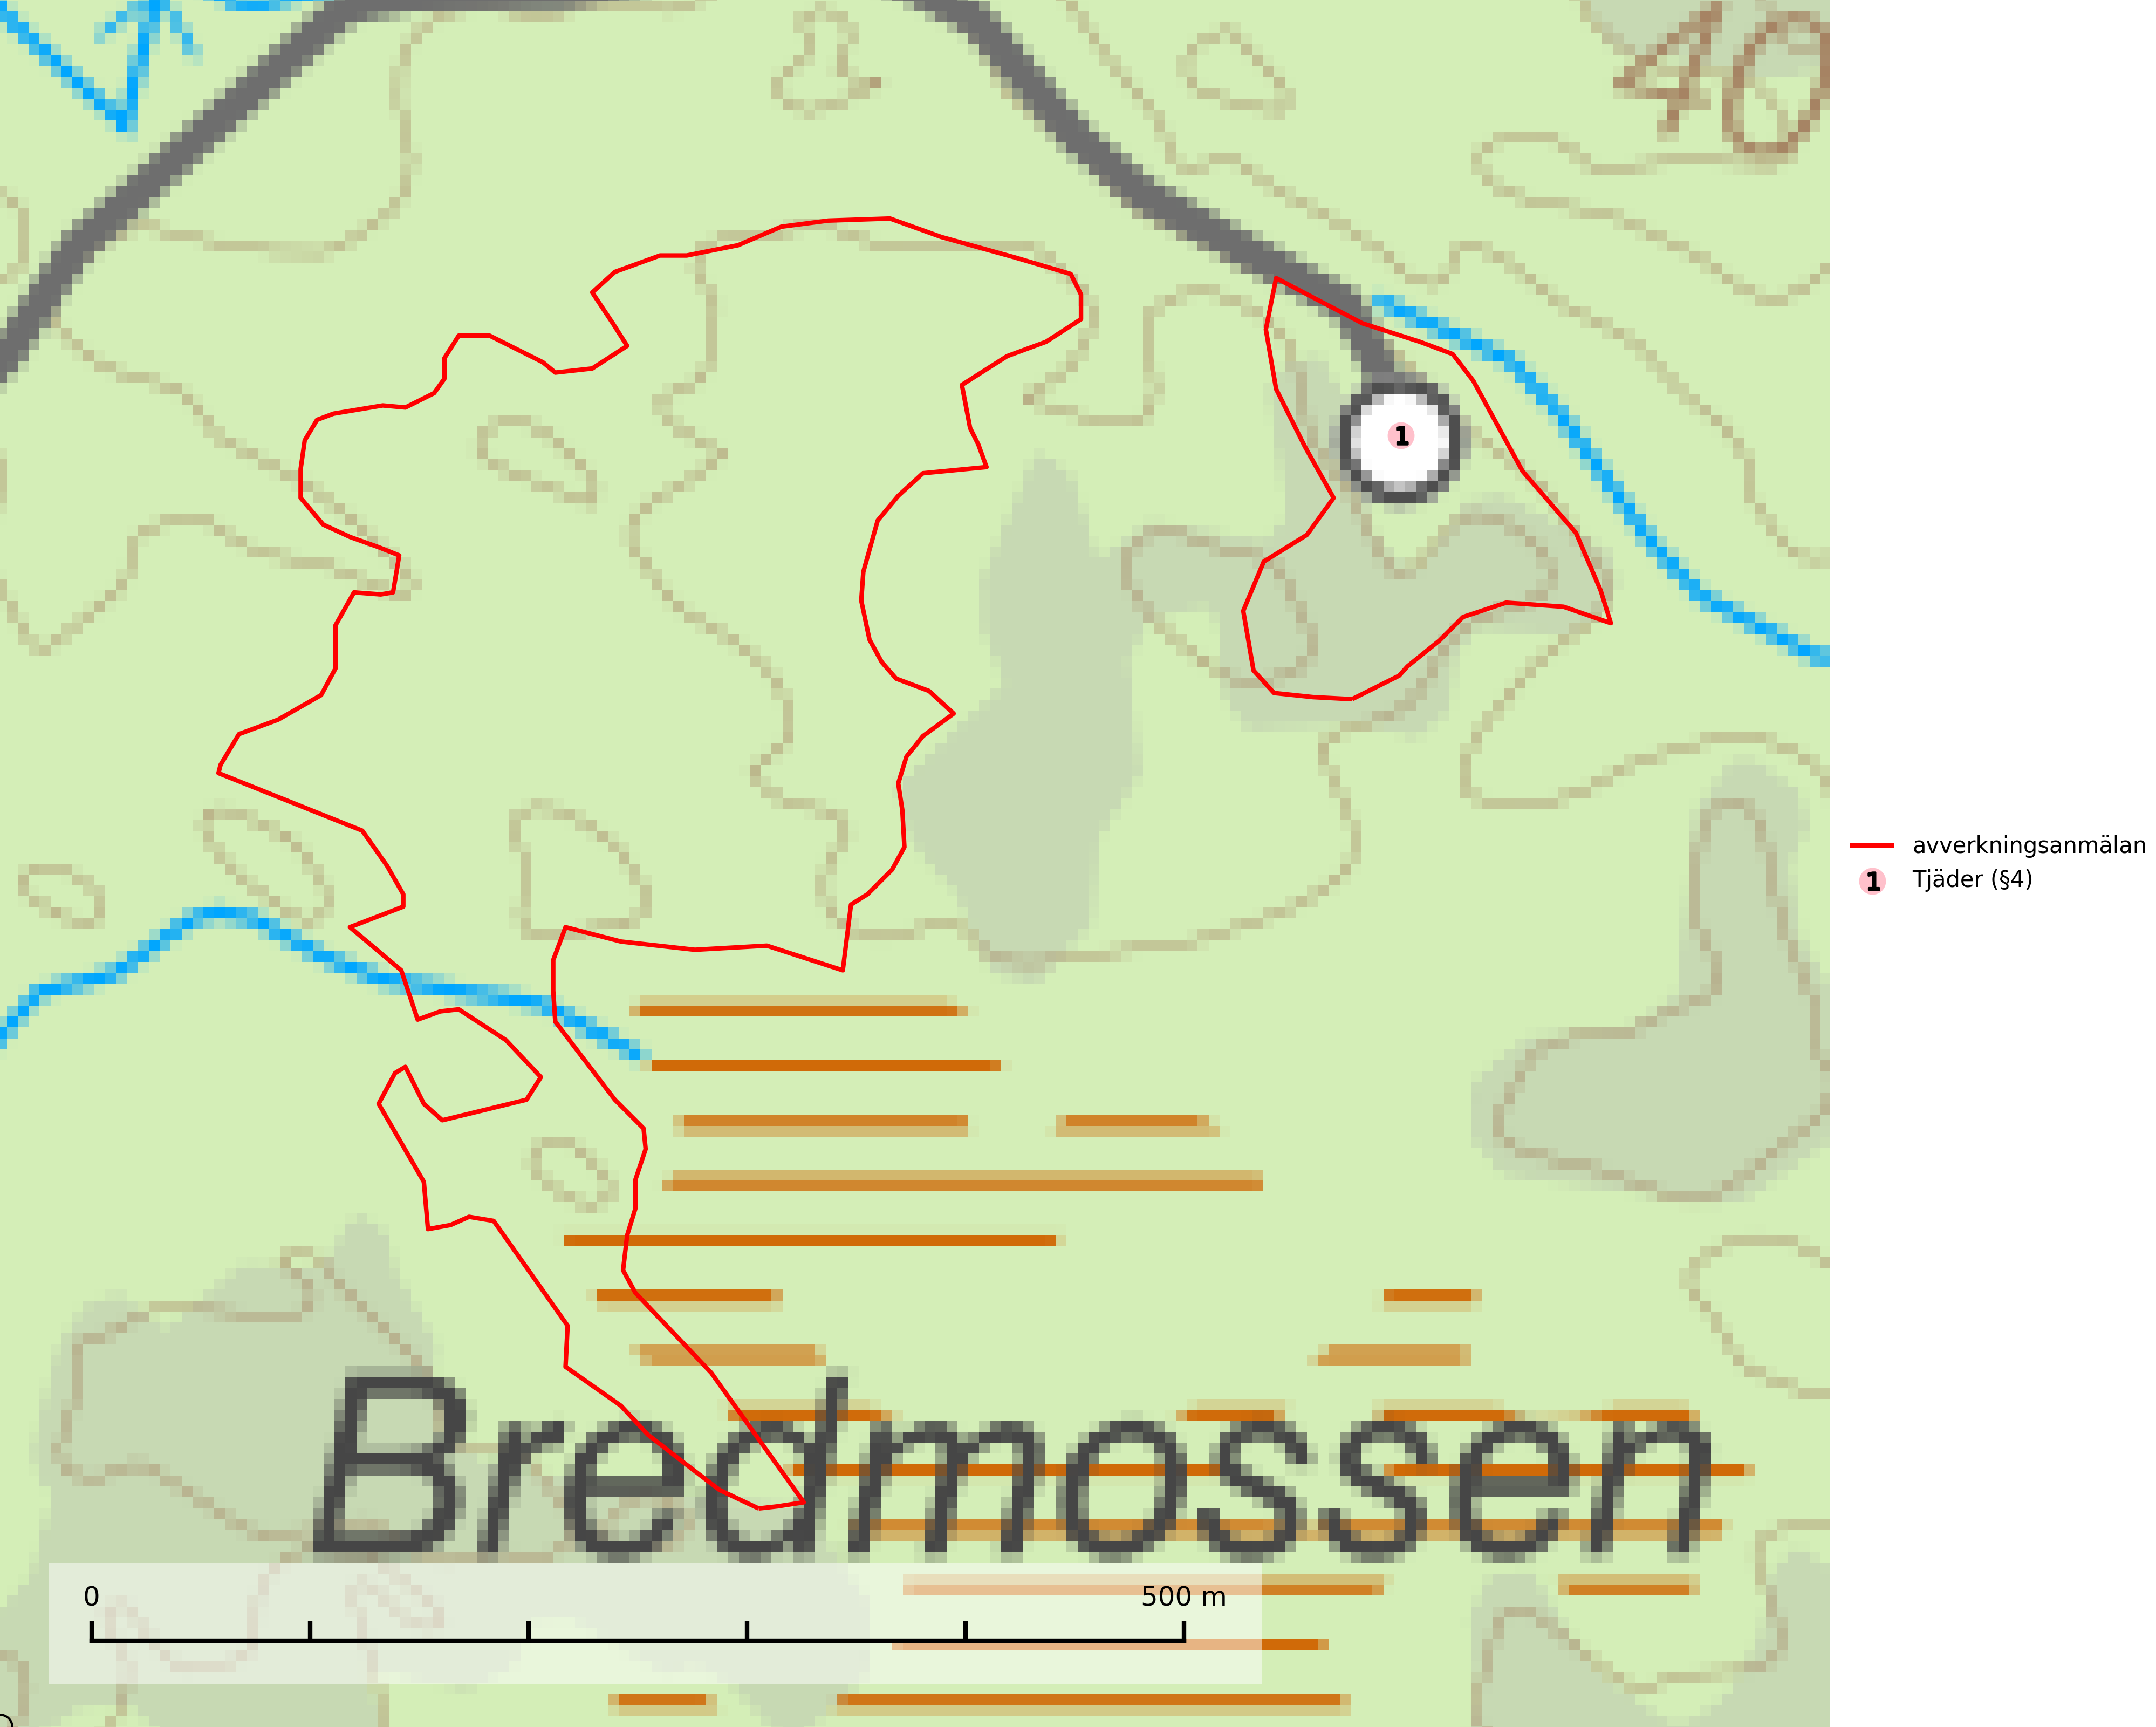 40
1
avverkningsanmälan
1 Tjäder (§4)
Bredmossen
0 500 m